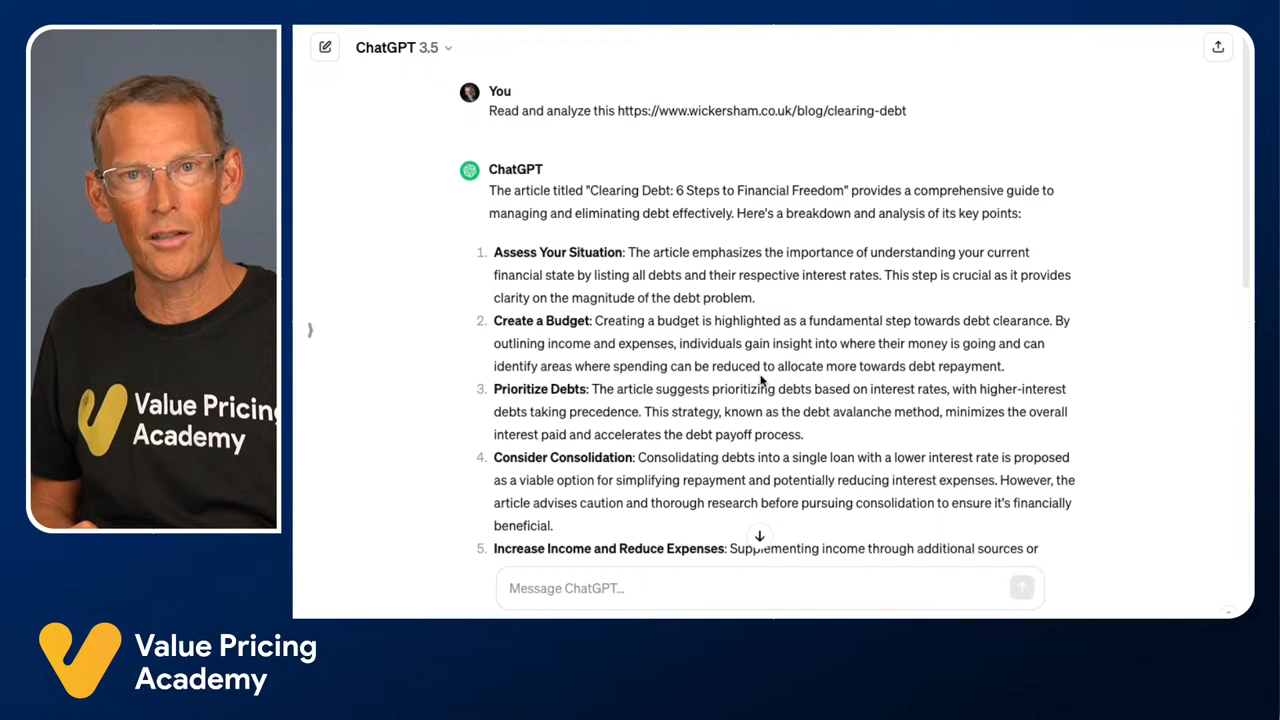 ChatGPT 3.5
You
Read and analyze this https://www.wickersham.co.uk/blog/clearing-debt
ChatGPT
The article titled "Clearing Debt: 6 Steps to Financial Freedom" provides a comprehensive guide to
managing and eliminating debt effectively. Here's a breakdown and analysis of its key points:
1. Assess Your Situation: The article emphasizes the importance of understanding your current
financial state by listing all debts and their respective interest rates. This step is crucial as it provides
clarity on the magnitude of the debt problem.
2. Create a Budget: Creating a budget is highlighted as a fundamental step towards debt clearance. By
outlining income and expenses, individuals gain insight into where their money is going and can
identify areas where spending can be reduced to allocate more towards debt repayment.
3. Prioritize Debts: The article suggests prioritizing debts based on interest rates, with higher-interest
debts taking precedence. This strategy, known as the debt avalanche method, minimizes the overall
interest paid and accelerates the debt payoff process.
4. Consider Consolidation: Consolidating debts into a single loan with a lower interest rate is proposed
as a viable option for simplifying repayment and potentially reducing interest expenses. However, the
article advises caution and thorough research before pursuing consolidation to ensure it's financially
beneficial.
5. Increase Income and Reduce Expenses: Supplementing income through additional sources or
Message ChatGPT...
Value Pricing
Academy
Value Pricing
Academy